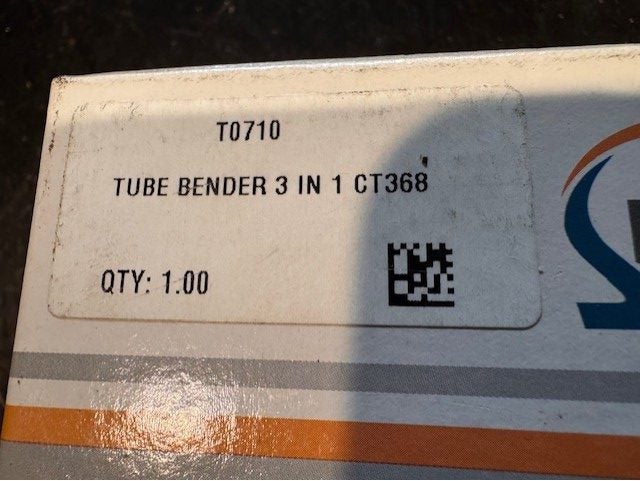 T0710
TUBE BENDER 3 IN 1 CT368
QTY: 1.00